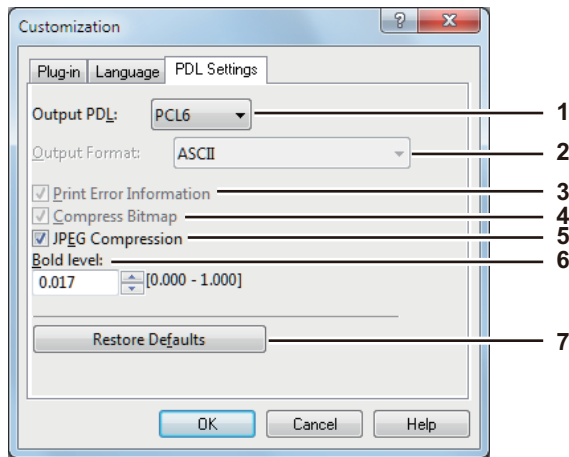 Customization
Plug-in Language PDL Settings
Output PDL: PCL6 1
Output Format: ASCII 2
Print Error Information 3
Compress Bitmap 4
JPEG Compression 5
Bold level: 6
0.017 [0.000 - 1.000]
Restore Defaults 7
OK Cancel Help